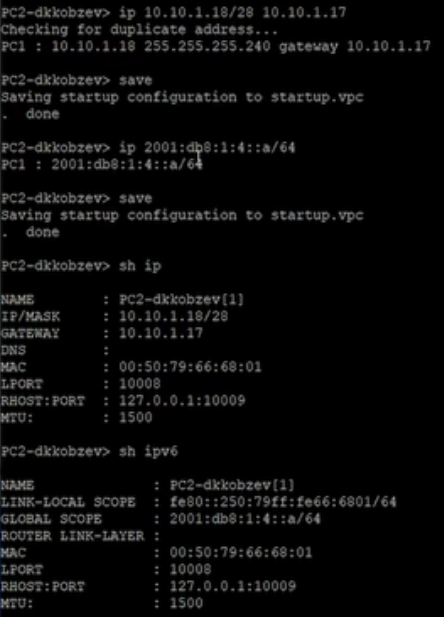 PC2-dkkobzev> ip 10.10.1.18/28 10.10.1.17
Checking for duplicate address...
PC1 : 10.10.1.18 255.255.255.240 gateway 10.10.1.17
PC2-dkkobzev> save
Saving startup configuration to startup.vpc
.  done
PC2-dkkobzev> ip 2001:db8:1:4::a/64
PC1 : 2001:db8:1:4::a/64
PC2-dkkobzev> save
Saving startup configuration to startup.vpc
.  done
PC2-dkkobzev> sh ip
NAME        : PC2-dkkobzev[1]
IP/MASK     : 10.10.1.18/28
GATEWAY     : 10.10.1.17
DNS         :
MAC         : 00:50:79:66:68:01
LPORT       : 10008
RHOST:PORT  : 127.0.0.1:10009
MTU:        : 1500
PC2-dkkobzev> sh ipv6
NAME              : PC2-dkkobzev[1]
LINK-LOCAL SCOPE  : fe80::250:79ff:fe66:6801/64
GLOBAL SCOPE      : 2001:db8:1:4::a/64
ROUTER LINK-LAYER :
MAC               : 00:50:79:66:68:01
LPORT             : 10008
RHOST:PORT        : 127.0.0.1:10009
MTU:              : 1500